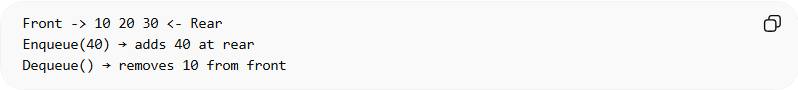 Front -> 10 20 30 <- Rear
Enqueue(40) → adds 40 at rear
Dequeue() → removes 10 from front